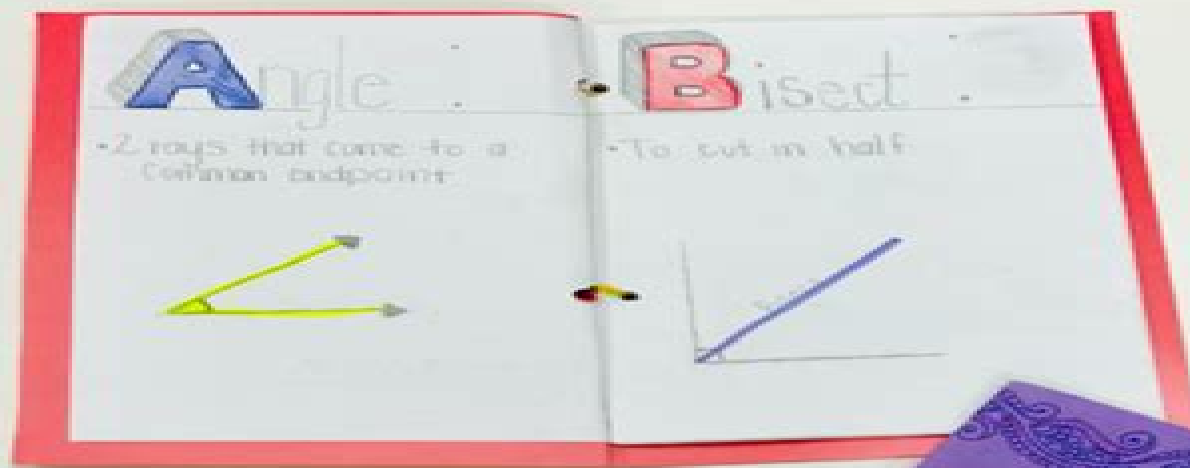 Angle :
• 2 rays that come to a
Common endpoint
Bisect :
• To cut in half